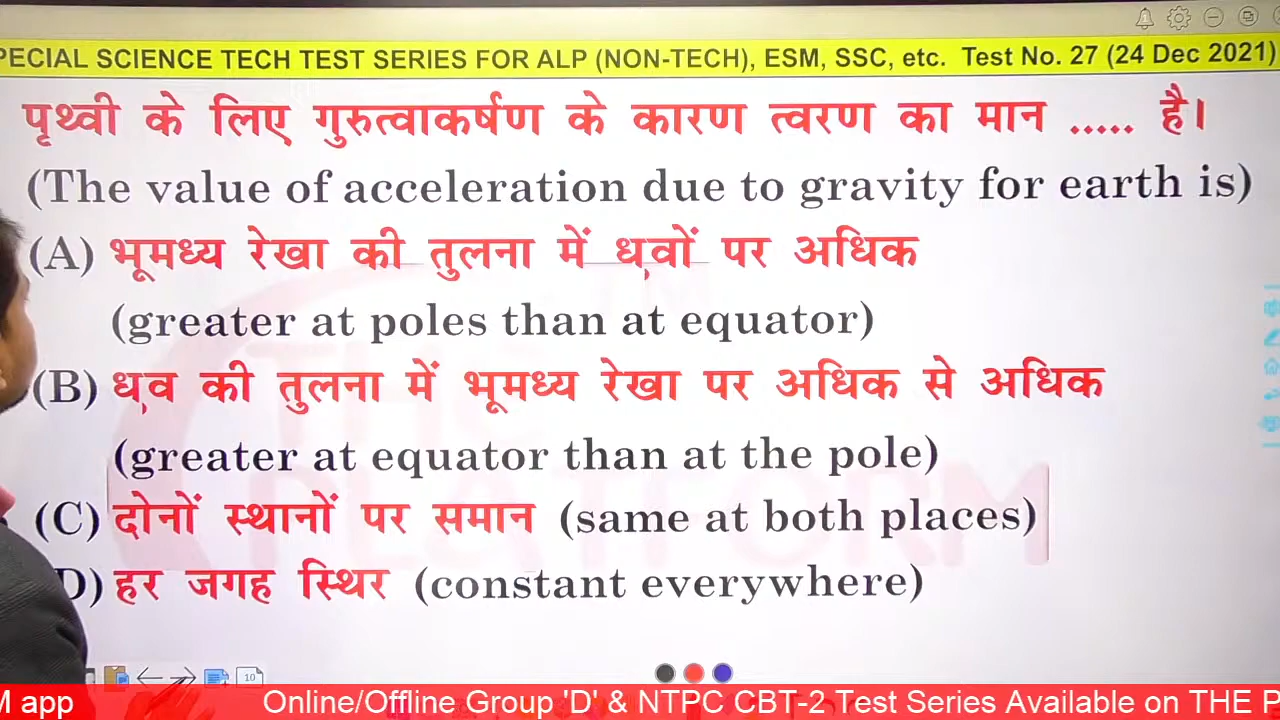 PECIAL SCIENCE TECH TEST SERIES FOR ALP (NON-TECH), ESM, SSC, etc. Test No. 27 (24 Dec 2021)
पृथ्वी के लिए गुरुत्वाकर्षण के कारण त्वरण का मान ..... है।
(The value of acceleration due to gravity for earth is)
(A) भूमध्य रेखा की तुलना में ध्रुवों पर अधिक
(greater at poles than at equator)
(B) ध्रुव की तुलना में भूमध्य रेखा पर अधिक से अधिक
(greater at equator than at the pole)
(C) दोनों स्थानों पर समान (same at both places)
D) हर जगह स्थिर (constant everywhere)
10
M app Online/Offline Group 'D' & NTPC CBT-2 Test Series Available on THE P